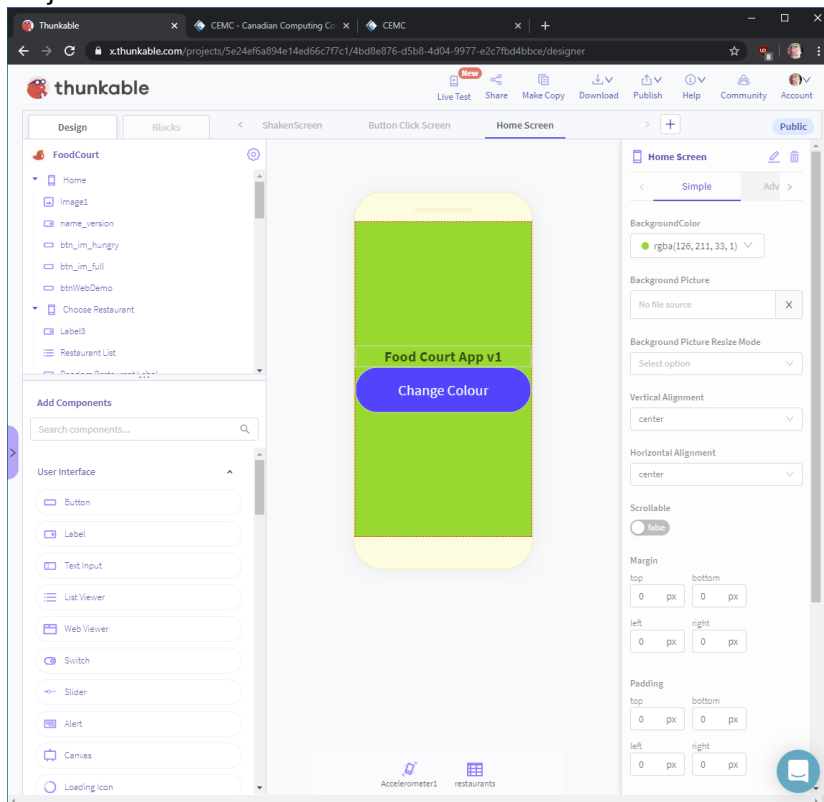 Thunkable
CEMC - Canadian Computing Co
CEMC
x.thunkable.com/projects/5e24ef6a894e14ed66c7f7c1/4bd8e876-d5b8-4d04-9977-e2c7fbd4bbce/designer
thunkable
New
Live Test Share Make Copy Download Publish Help Community Account
Design Blocks ShakenScreen Button Click Screen Home Screen Public
FoodCourt
Home
Image1
name_version
btn_im_hungry
btn_im_full
btnWebDemo
Choose Restaurant
Label3
Restaurant List
Random Restaurant Label
Add Components
Search components...
User Interface
Button
Label
Text Input
List Viewer
Web Viewer
Switch
Slider
Alert
Canvas
Loading Icon
Food Court App v1
Change Colour
Accelerometer1 restaurants
Home Screen
Simple Adv
BackgroundColor
rgba(126, 211, 33, 1)
Background Picture
No file source X
Background Picture Resize Mode
Select option
Vertical Alignment
center
Horizontal Alignment
center
Scrollable
false
Margin
top bottom
0 px 0 px
left right
0 px 0 px
Padding
top bottom
0 px 0 px
left right
0 px 0 px